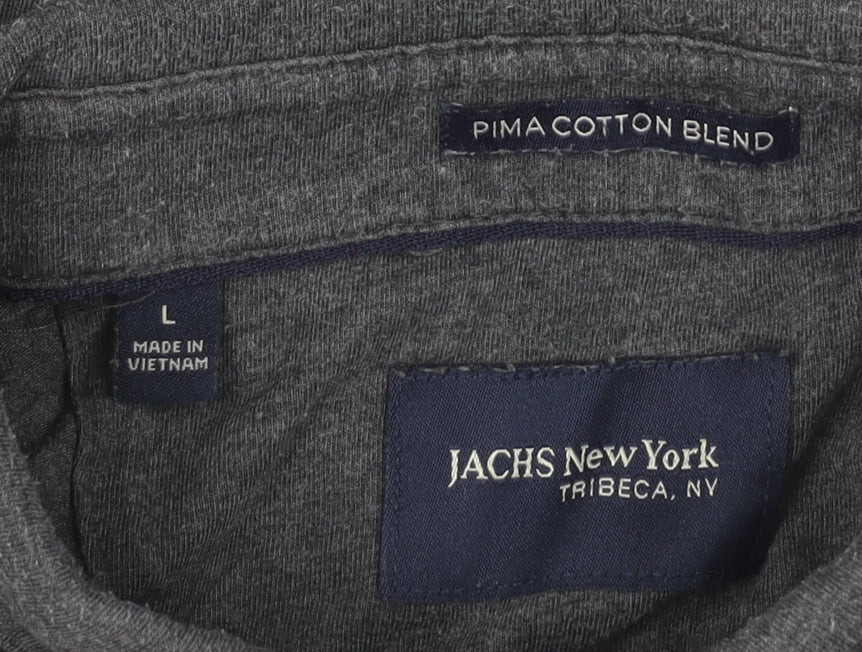 PIMA COTTON BLEND
L
MADE IN
VIETNAM
JACHS New York
TRIBECA, NY